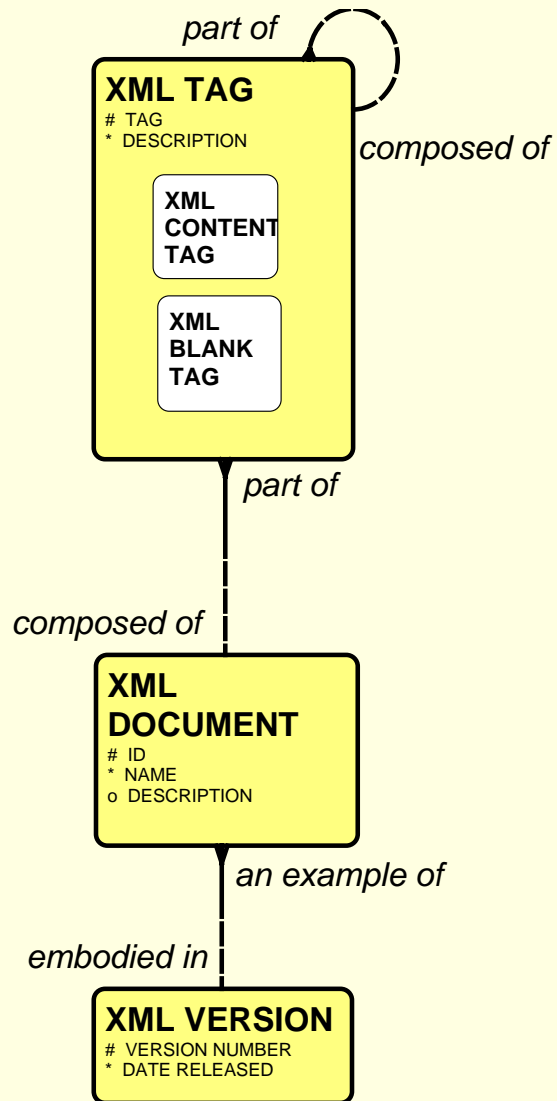 part of
XML TAG
# TAG
* DESCRIPTION
composed of
XML
CONTENT
TAG
XML
BLANK
TAG
part of
composed of
XML
DOCUMENT
# ID
* NAME
o DESCRIPTION
an example of
embodied in
XML VERSION
# VERSION NUMBER
* DATE RELEASED